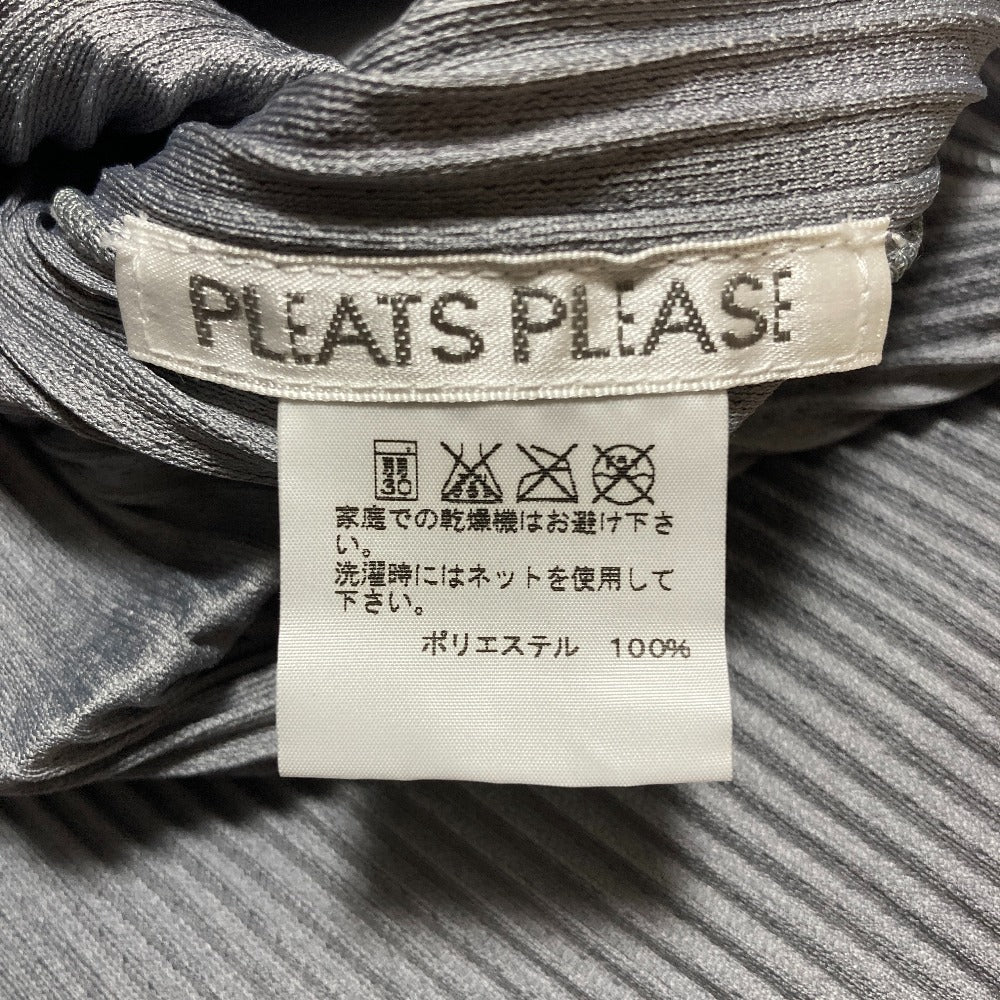 PLEATS PLEASE
弱
30
家庭での乾燥機はお避け下さ
い。
洗濯時にはネットを使用して
下さい。
ポリエステル 100%